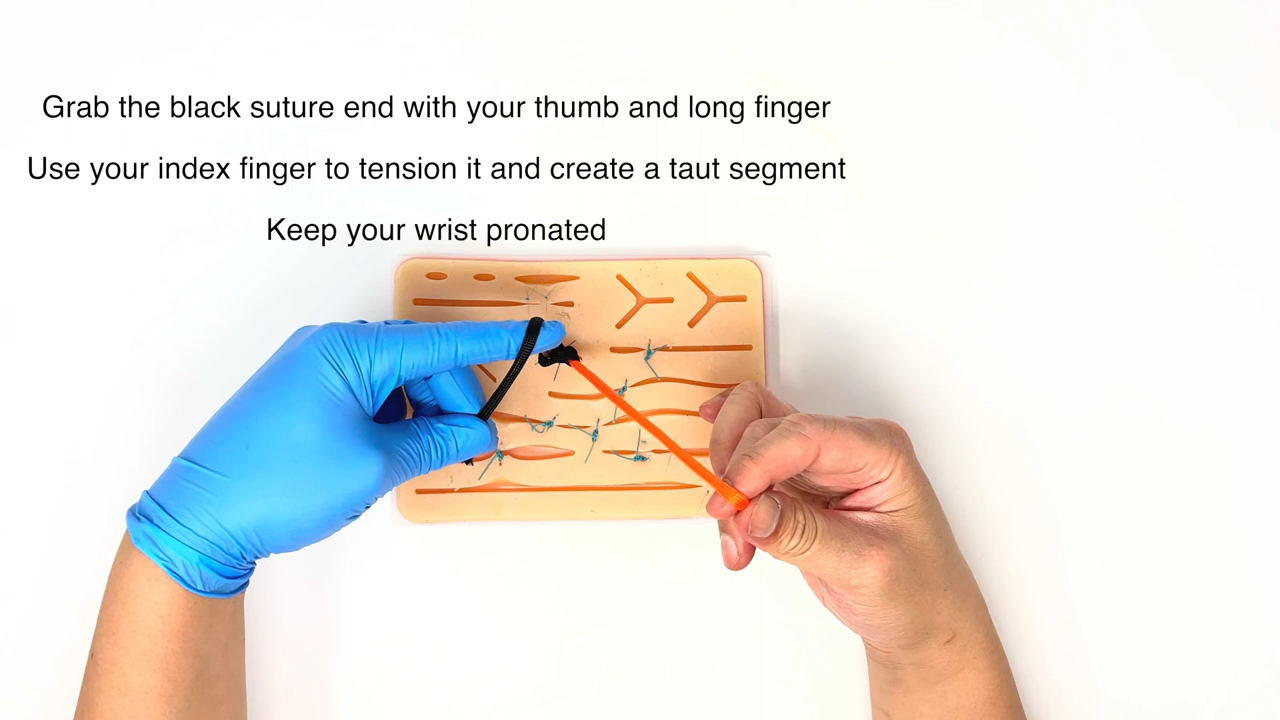 Grab the black suture end with your thumb and long finger
Use your index finger to tension it and create a taut segment
Keep your wrist pronated